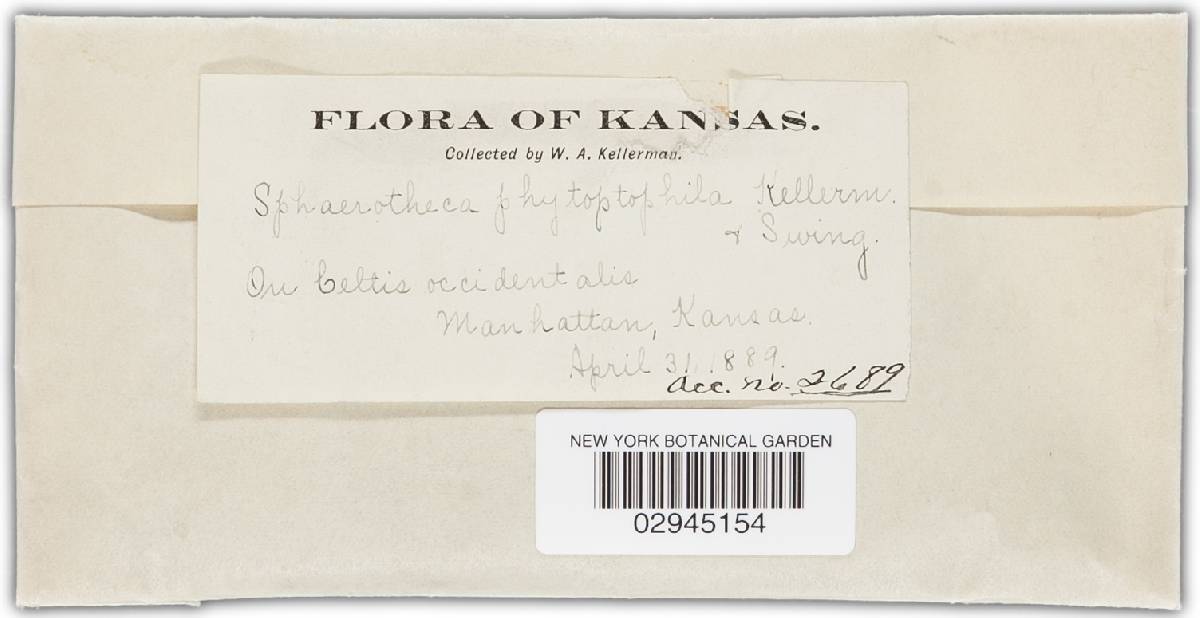 FLORA OF KANSAS.
Collected by W. A. Kellerman.
Sphaerotheca phytoptophila Kellerm.
& Swing.
On Celtis occidentalis
Manhattan, Kansas.
April 31, 1889.
Acc. no. 2689
NEW YORK BOTANICAL GARDEN
02945154